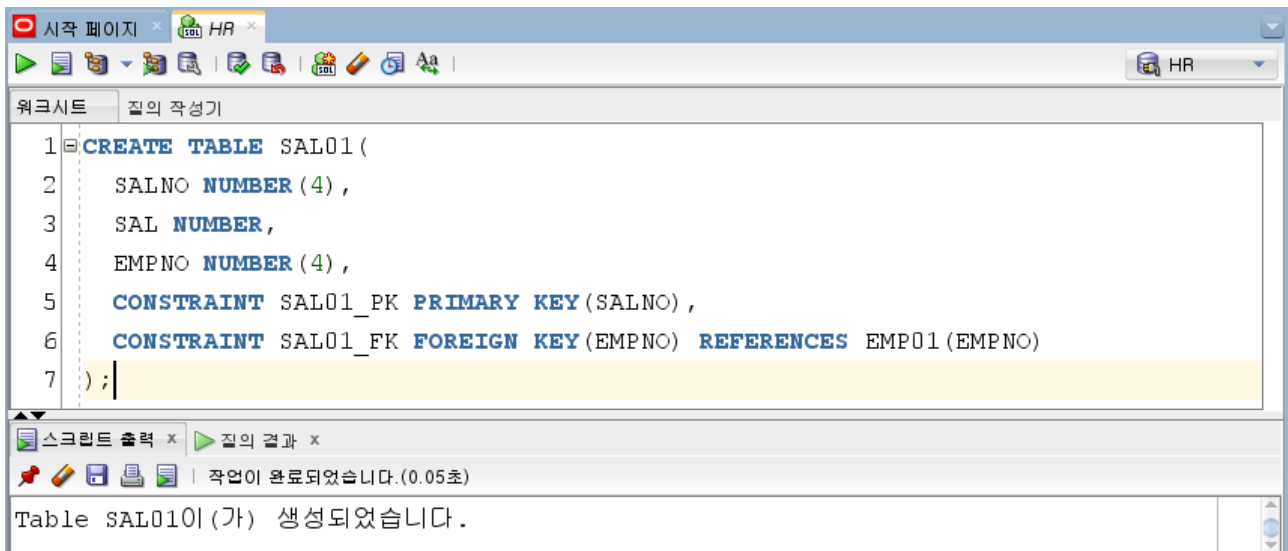 시작 페이지 HR
HR
워크시트 질의 작성기
1 CREATE TABLE SAL01(
2 SALNO NUMBER(4),
3 SAL NUMBER,
4 EMPNO NUMBER(4),
5 CONSTRAINT SAL01_PK PRIMARY KEY(SALNO),
6 CONSTRAINT SAL01_FK FOREIGN KEY(EMPNO) REFERENCES EMP01(EMPNO)
7 );
스크립트 출력 x 질의 결과 x
작업이 완료되었습니다.(0.05초)
Table SAL01이(가) 생성되었습니다.